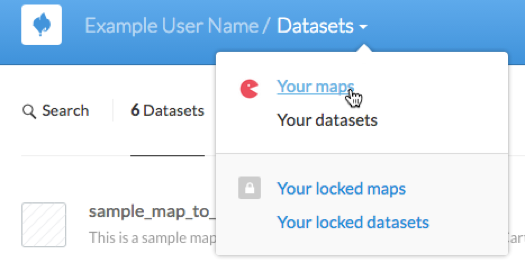 Example User Name / Datasets
Your maps
Your datasets
Search
6 Datasets
Your locked maps
Your locked datasets
sample_map_to_
This is a sample map